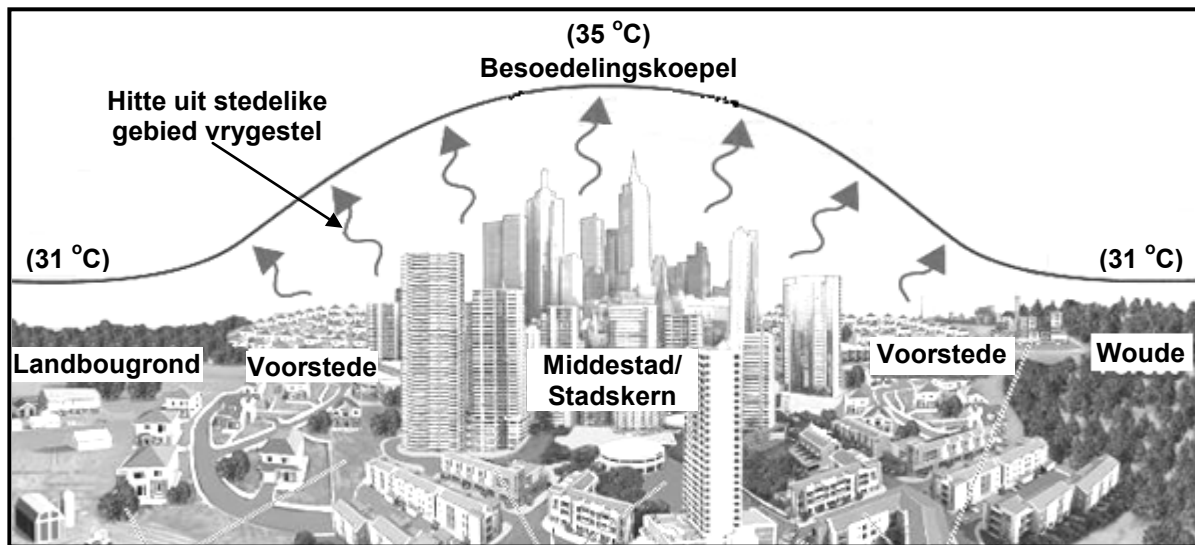 (35 °C)
Besoedelingskoepel
Hitte uit stedelike
gebied vrygestel
(31 °C)
(31 °C)
Landbougrond
Voorstede
Middestad/
Stadskern
Voorstede
Woude